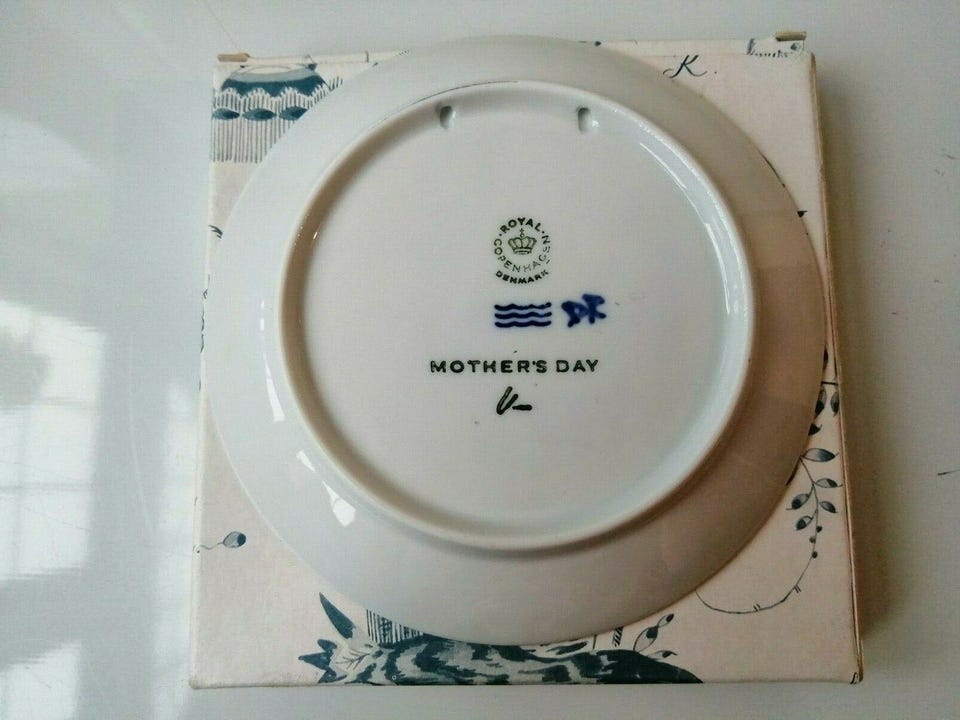 K.
ROYAL
COPENHAGEN
DENMARK
MOTHER'S DAY